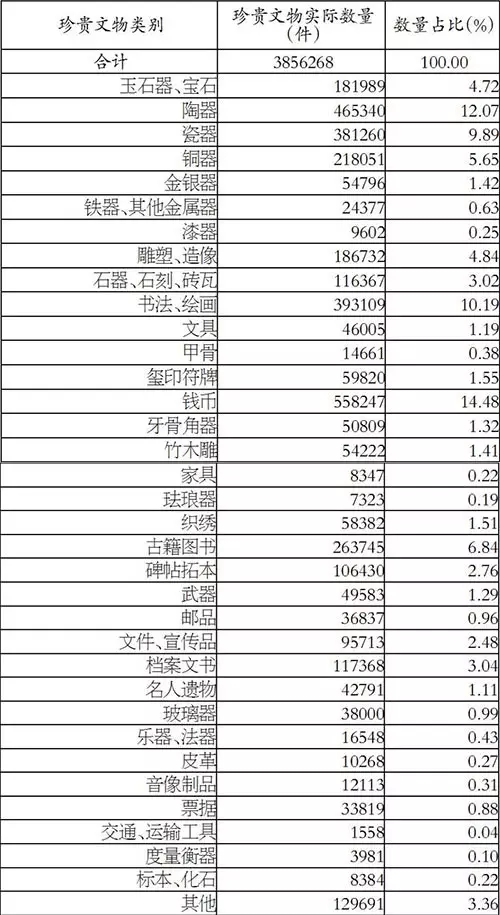 珍贵文物类别 珍贵文物实际数量(件) 数量占比(%)
合计 3856268 100.00
玉石器、宝石 181989 4.72
陶器 465340 12.07
瓷器 381260 9.89
铜器 218051 5.65
金银器 54796 1.42
铁器、其他金属器 24377 0.63
漆器 9602 0.25
雕塑、造像 186732 4.84
石器、石刻、砖瓦 116367 3.02
书法、绘画 393109 10.19
文具 46005 1.19
甲骨 14661 0.38
玺印符牌 59820 1.55
钱币 558247 14.48
牙骨角器 50809 1.32
竹木雕 54222 1.41
家具 8347 0.22
珐琅器 7323 0.19
织绣 58382 1.51
古籍图书 263745 6.84
碑帖拓本 106430 2.76
武器 49583 1.29
邮品 36837 0.96
文件、宣传品 95713 2.48
档案文书 117368 3.04
名人遗物 42791 1.11
玻璃器 38000 0.99
乐器、法器 16548 0.43
皮革 10268 0.27
音像制品 12113 0.31
票据 33819 0.88
交通、运输工具 1558 0.04
度量衡器 3981 0.10
标本、化石 8384 0.22
其他 129691 3.36